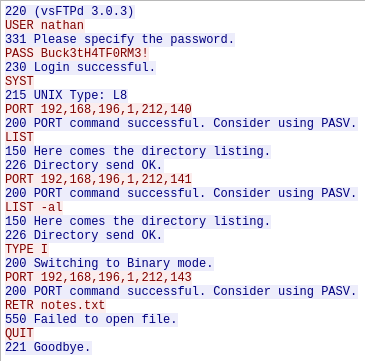 220 (vsFTPd 3.0.3)
USER nathan
331 Please specify the password.
PASS Buck3tH4TF0RM3!
230 Login successful.
SYST
215 UNIX Type: L8
PORT 192,168,196,1,212,140
200 PORT command successful. Consider using PASV.
LIST
150 Here comes the directory listing.
226 Directory send OK.
PORT 192,168,196,1,212,141
200 PORT command successful. Consider using PASV.
LIST -al
150 Here comes the directory listing.
226 Directory send OK.
TYPE I
200 Switching to Binary mode.
PORT 192,168,196,1,212,143
200 PORT command successful. Consider using PASV.
RETR notes.txt
550 Failed to open file.
QUIT
221 Goodbye.